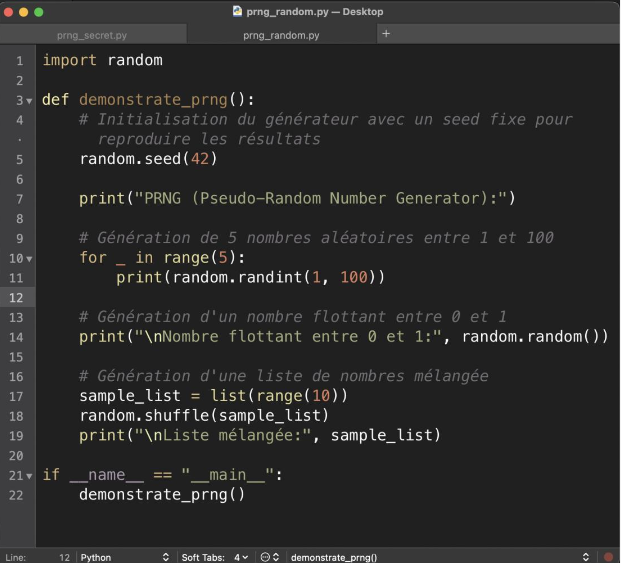 prng_random.py — Desktop
prng_secret.py
prng_random.py
+
1 import random
2
3 def demonstrate_prng():
4 # Initialisation du générateur avec un seed fixe pour
· reproduire les résultats
5 random.seed(42)
6
7 print("PRNG (Pseudo-Random Number Generator):")
8
9 # Génération de 5 nombres aléatoires entre 1 et 100
10 for _ in range(5):
11 print(random.randint(1, 100))
12
13 # Génération d'un nombre flottant entre 0 et 1
14 print("\nNombre flottant entre 0 et 1:", random.random())
15
16 # Génération d'une liste de nombres mélangée
17 sample_list = list(range(10))
18 random.shuffle(sample_list)
19 print("\nListe mélangée:", sample_list)
20
21 if __name__ == "__main__":
22 demonstrate_prng()
Line: 12 Python Soft Tabs: 4 demonstrate_prng()